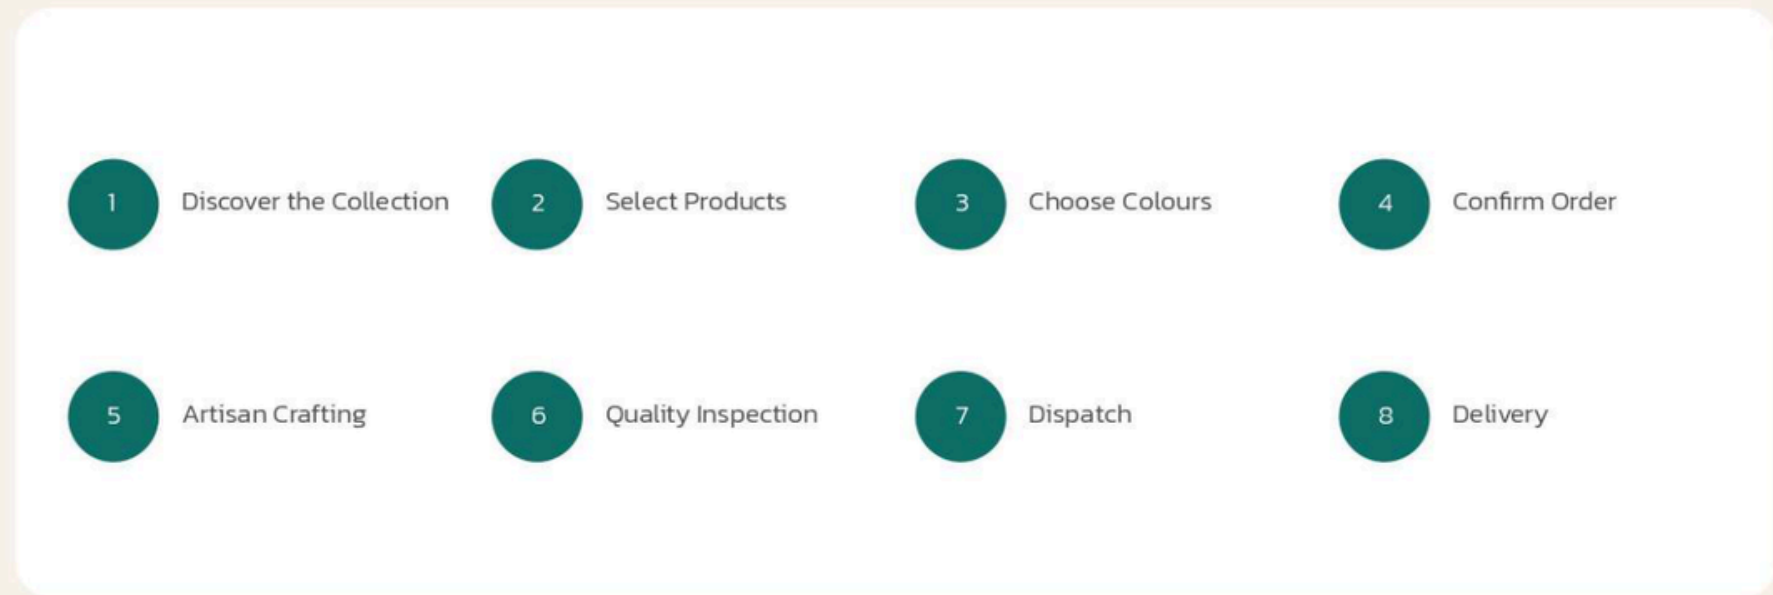 1 Discover the Collection
2 Select Products
3 Choose Colours
4 Confirm Order
5 Artisan Crafting
6 Quality Inspection
7 Dispatch
8 Delivery